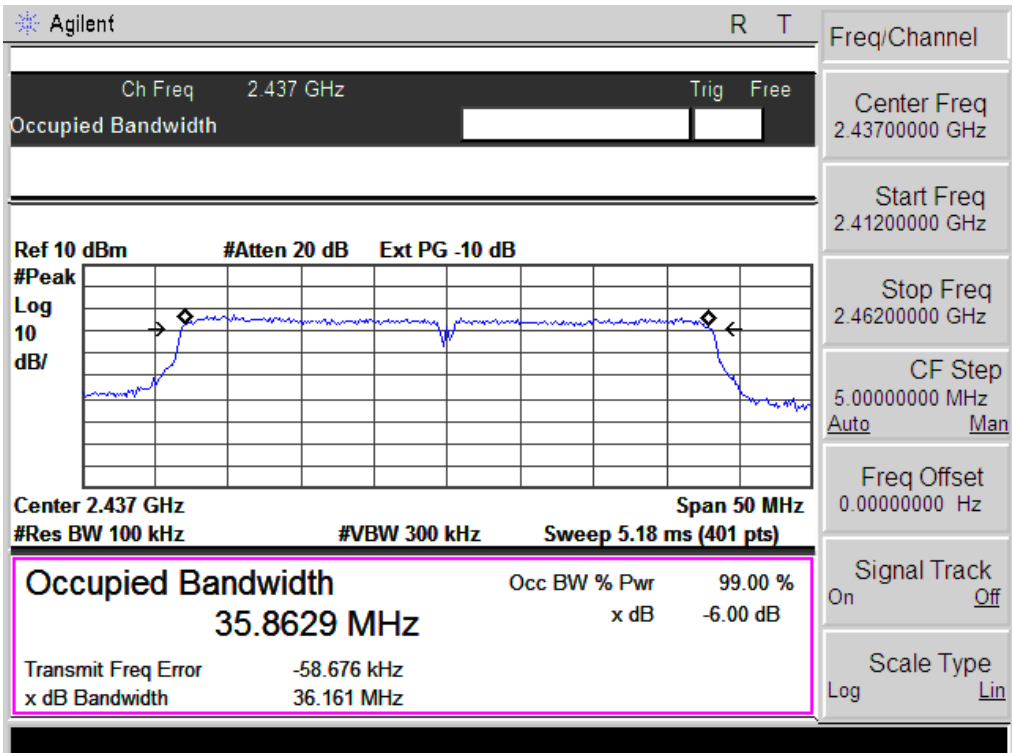 Agilent R T
Ch Freq 2.437 GHz Trig Free
Occupied Bandwidth
Ref 10 dBm #Atten 20 dB Ext PG -10 dB
#Peak
Log
10
dB/
Center 2.437 GHz Span 50 MHz
#Res BW 100 kHz #VBW 300 kHz Sweep 5.18 ms (401 pts)
Occupied Bandwidth Occ BW % Pwr 99.00 %
35.8629 MHz x dB -6.00 dB
Transmit Freq Error -58.676 kHz
x dB Bandwidth 36.161 MHz
Freq/Channel
Center Freq
2.43700000 GHz
Start Freq
2.41200000 GHz
Stop Freq
2.46200000 GHz
CF Step
5.00000000 MHz
Auto Man
Freq Offset
0.00000000 Hz
Signal Track
On Off
Scale Type
Log Lin